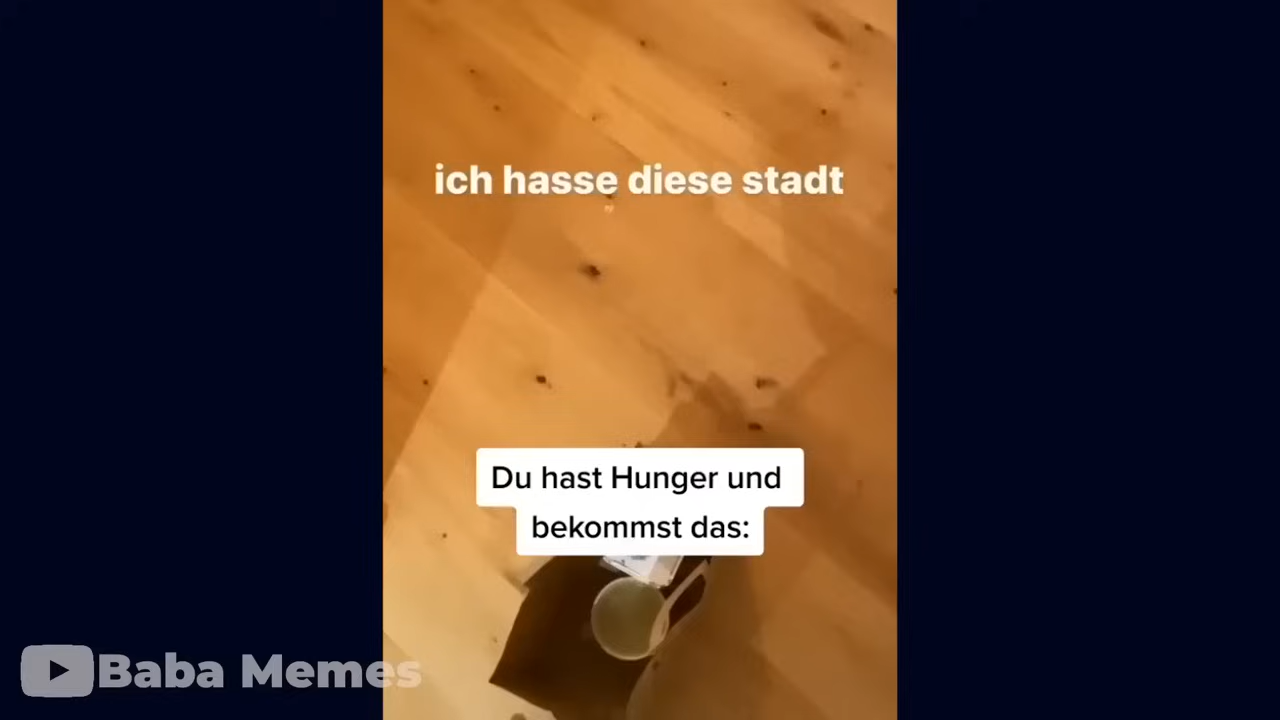 ich hasse diese stadt
Du hast Hunger und
bekommst das:
Baba Memes